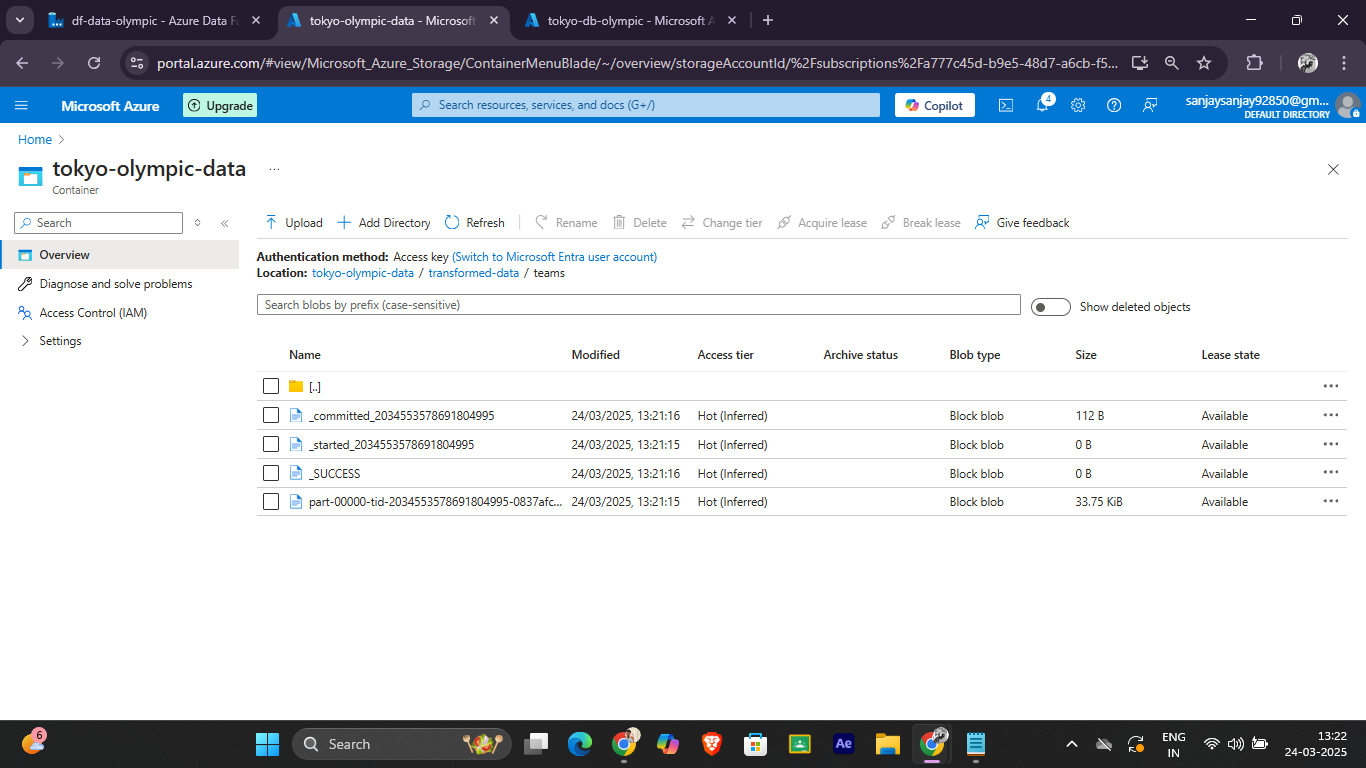 df-data-olympic - Azure Data Fa
tokyo-olympic-data - Microsoft
tokyo-db-olympic - Microsoft A
portal.azure.com/#view/Microsoft_Azure_Storage/ContainerMenuBlade/~/overview/storageAccountId/%2Fsubscriptions%2Fa777c45d-b9e5-48d7-a6cb-f5...
Microsoft Azure
Upgrade
Search resources, services, and docs (G+/)
Copilot
4
sanjaysanjay92850@gm...
DEFAULT DIRECTORY
Home
tokyo-olympic-data ...
Container
Search
Upload Add Directory Refresh Rename Delete Change tier Acquire lease Break lease Give feedback
Overview
Diagnose and solve problems
Access Control (IAM)
Settings
Authentication method: Access key (Switch to Microsoft Entra user account)
Location: tokyo-olympic-data / transformed-data / teams
Search blobs by prefix (case-sensitive)
Show deleted objects
Name Modified Access tier Archive status Blob type Size Lease state
[..]
_committed_2034553578691804995 24/03/2025, 13:21:16 Hot (Inferred) Block blob 112 B Available
_started_2034553578691804995 24/03/2025, 13:21:15 Hot (Inferred) Block blob 0 B Available
_SUCCESS 24/03/2025, 13:21:16 Hot (Inferred) Block blob 0 B Available
part-00000-tid-2034553578691804995-0837afc... 24/03/2025, 13:21:15 Hot (Inferred) Block blob 33.75 KiB Available
6
Search
Ae
ENG
IN
13:22
24-03-2025